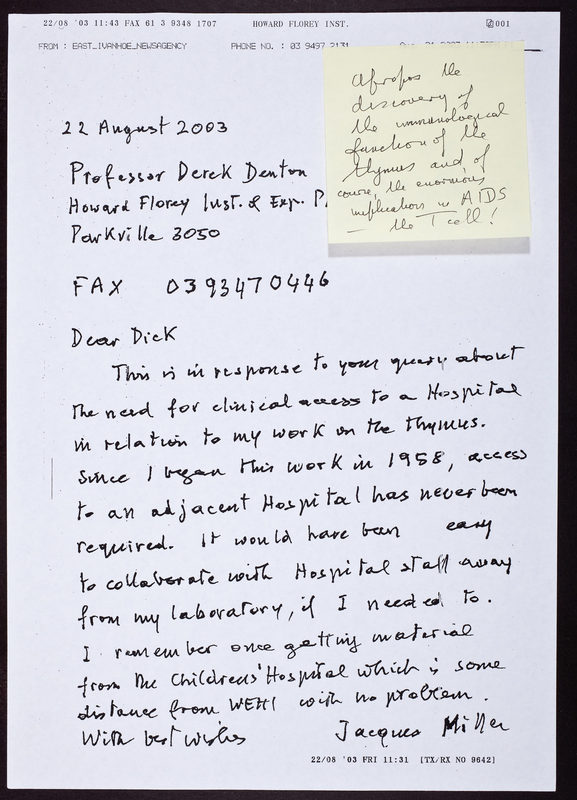 22/08 '03 11:43 FAX 61 3 9348 1707 HOWARD FLOREY INST. 001
FROM : EAST_IVANHOE_NEWSAGENCY PHONE NO. : 03 9497 2131
Apropos the
discovery of
the immunological
function of the
thymus and of
course the enormous
implications in AIDS
– the T cell!
22 August 2003
Professor Derek Denton
Howard Florey Inst. of Exp. P
Parkville 3050
FAX 0393470446
Dear Dick
This is in response to your query about
the need for clinical access to a Hospital
in relation to my work on the thymus.
Since I began this work in 1958, access
to an adjacent Hospital has never been
required. It would have been easy
to collaborate with Hospital staff away
from my laboratory, if I needed to.
I remember once getting material
from the Childrens' Hospital which is some
distance from WEHI with no problem.
With best wishes Jacques Miller
22/08 '03 FRI 11:31 [TX/RX NO 9642]